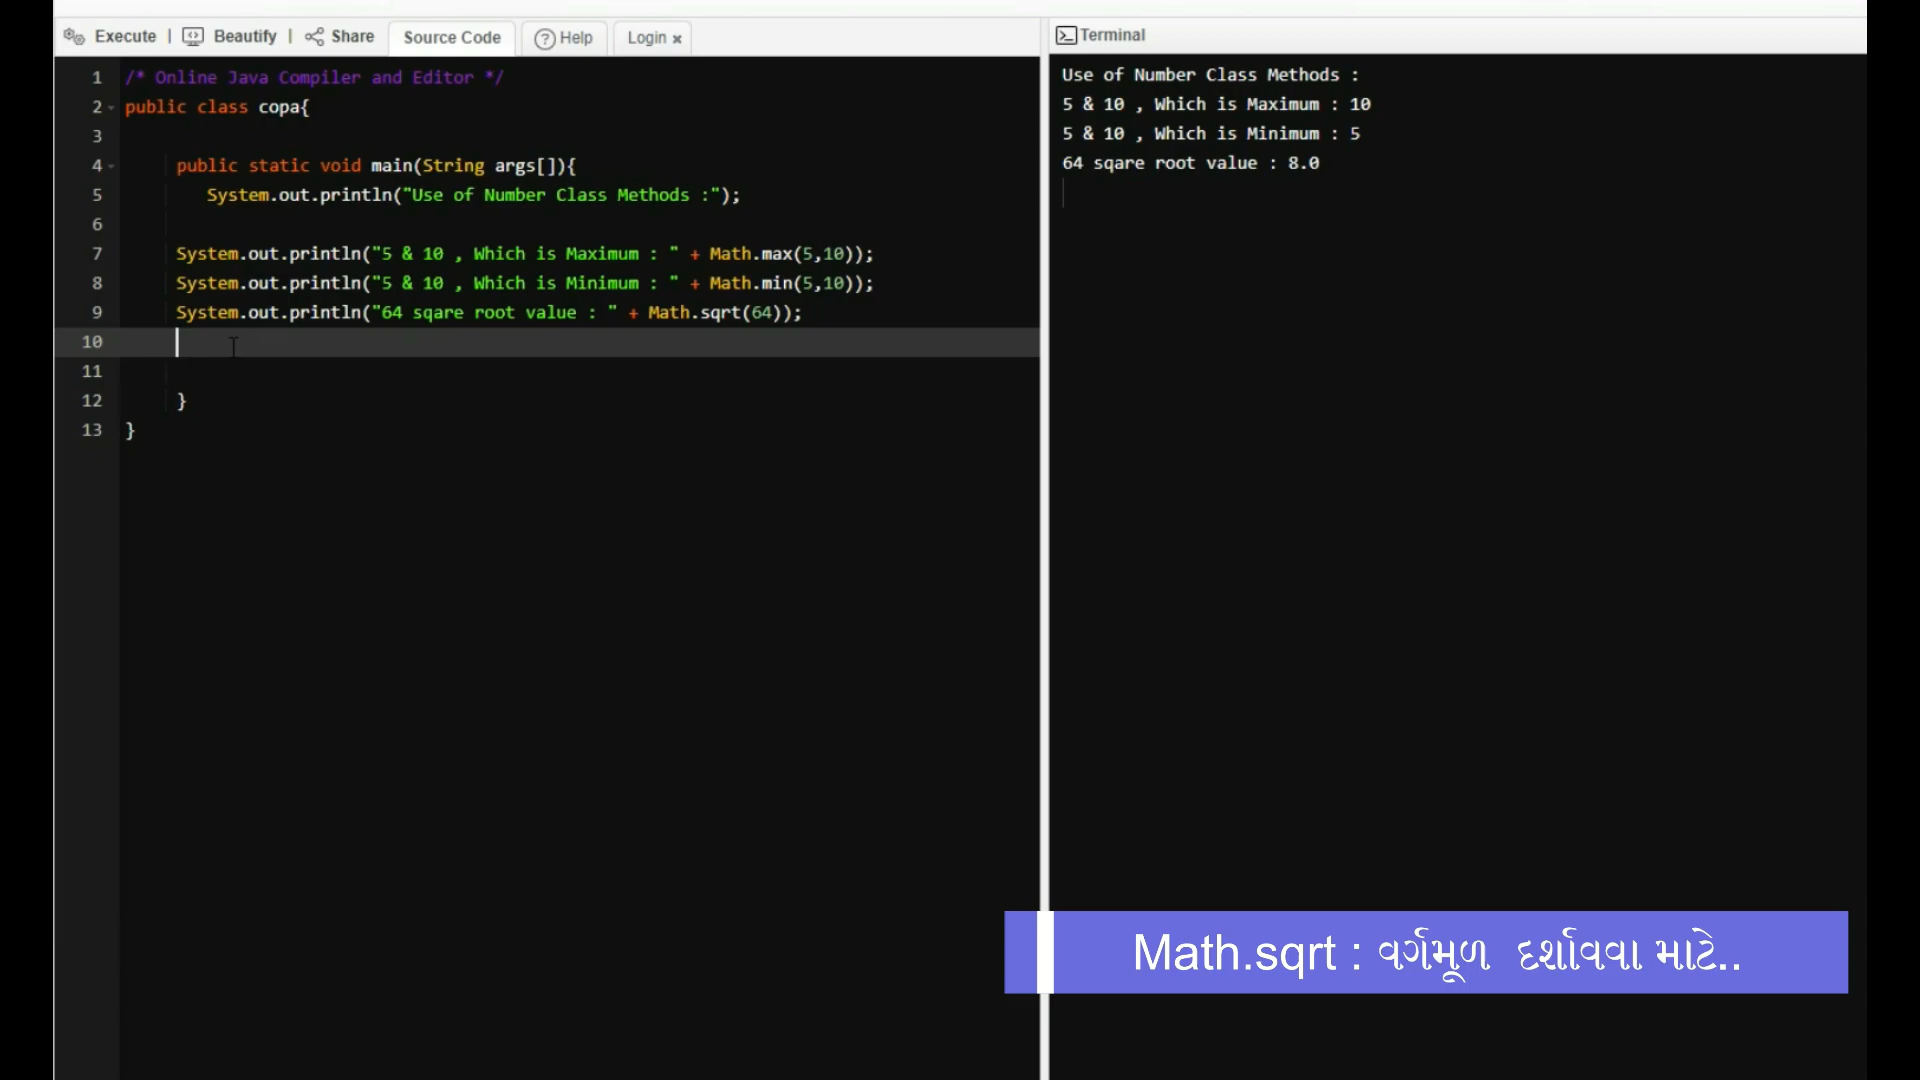 Execute | Beautify | Share Source Code Help Login ×
1 /* Online Java Compiler and Editor */
2 public class copa{
3
4 public static void main(String args[]){
5 System.out.println("Use of Number Class Methods :");
6
7 System.out.println("5 & 10 , Which is Maximum : " + Math.max(5,10));
8 System.out.println("5 & 10 , Which is Minimum : " + Math.min(5,10));
9 System.out.println("64 sqare root value : " + Math.sqrt(64));
10
11
12 }
13 }
Terminal
Use of Number Class Methods :
5 & 10 , Which is Maximum : 10
5 & 10 , Which is Minimum : 5
64 sqare root value : 8.0
Math.sqrt : વર્ગમૂળ દર્શાવવા માટે..